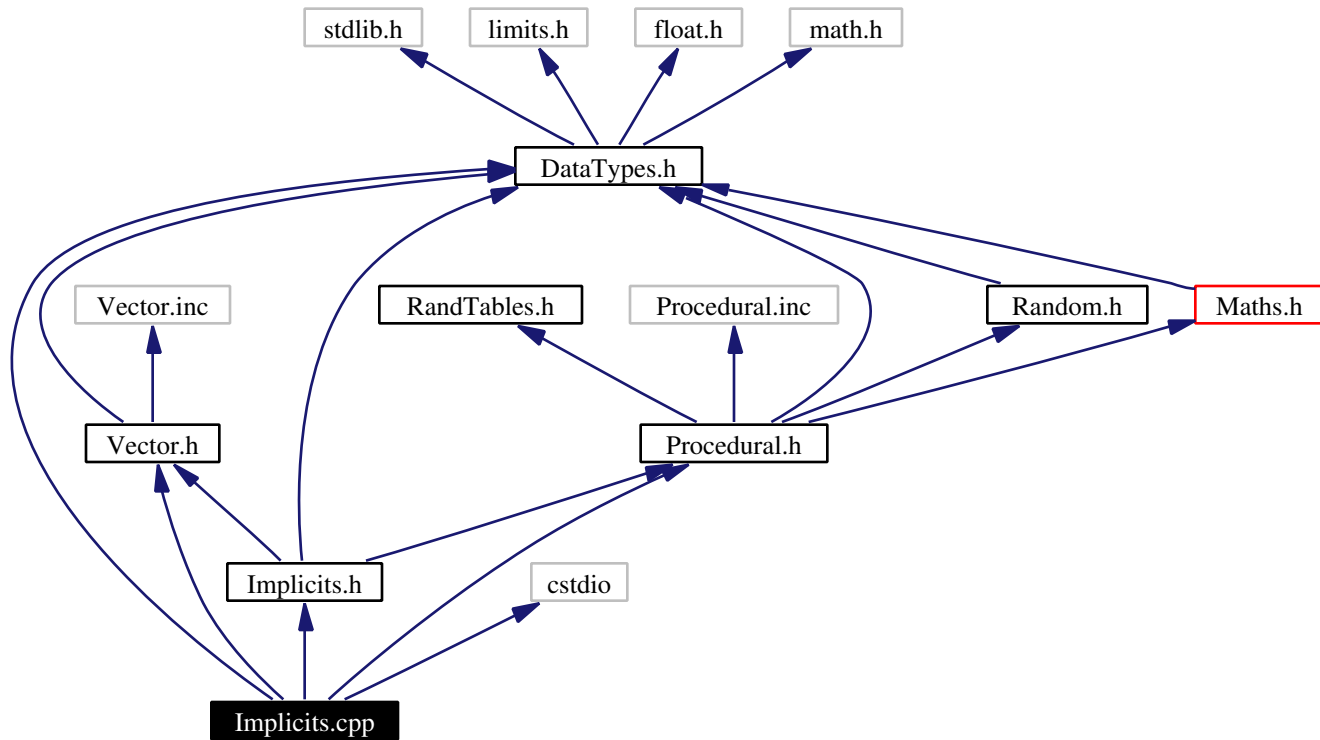 stdlib.h
limits.h
float.h
math.h
DataTypes.h
Vector.inc
RandTables.h
Procedural.inc
Random.h
Maths.h
Vector.h
Procedural.h
Implicits.h
cstdio
Implicits.cpp